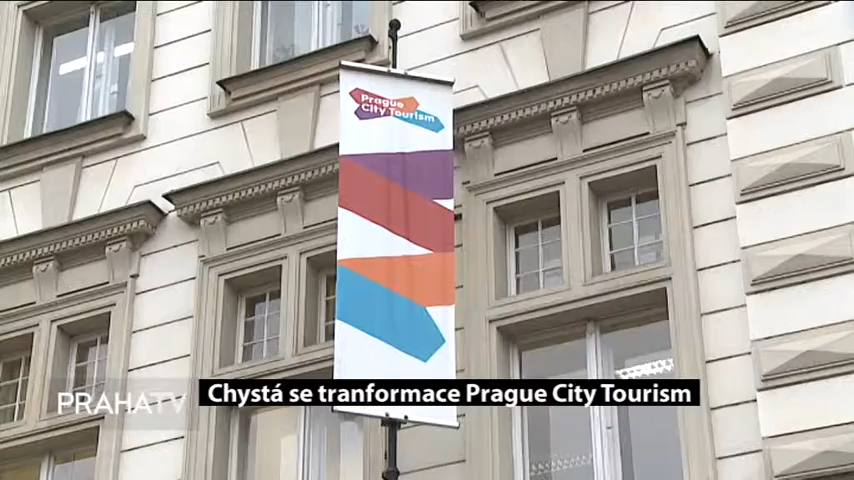 Prague
City Tourism
PRAHATV
Chystá se tranformace Prague City Tourism